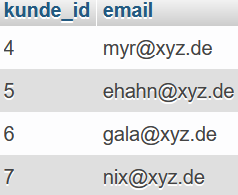 kunde_id email
4 myr@xyz.de
5 ehahn@xyz.de
6 gala@xyz.de
7 nix@xyz.de